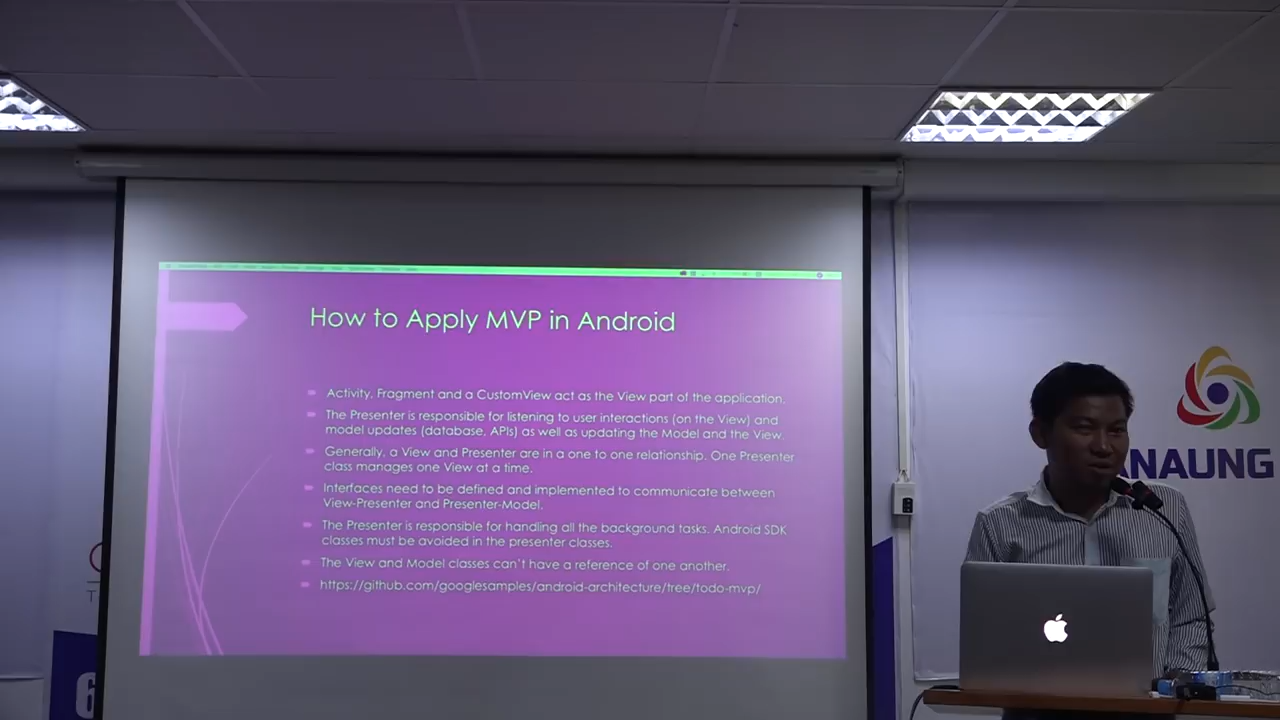 How to Apply MVP in Android
Activity, Fragment and a CustomView act as the View part of the application.
The Presenter is responsible for listening to user interactions (on the View) and
model updates (database, APIs) as well as updating the Model and the View.
Generally, a View and Presenter are in a one to one relationship. One Presenter
class manages one View at a time.
Interfaces need to be defined and implemented to communicate between
View-Presenter and Presenter-Model.
The Presenter is responsible for handling all the background tasks. Android SDK
classes must be avoided in the presenter classes.
The View and Model classes can't have a reference of one another.
https://github.com/googlesamples/android-architecture/tree/todo-mvp/
ANAUNG
6